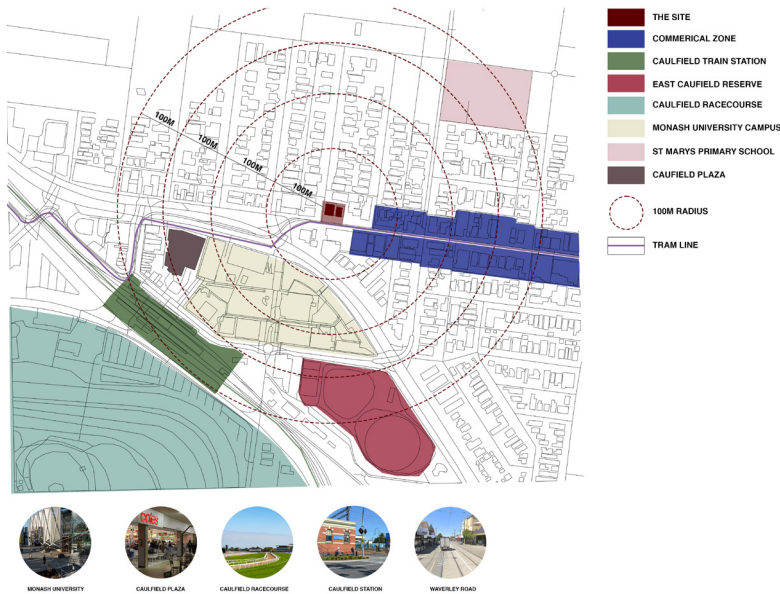 THE SITE
COMMERICAL ZONE
CAULFIELD TRAIN STATION
EAST CAUFIELD RESERVE
CAULFIELD RACECOURSE
MONASH UNIVERSITY CAMPUS
ST MARYS PRIMARY SCHOOL
CAUFIELD PLAZA
100M RADIUS
TRAM LINE
100M
100M
100M
100M
coles
MONASH UNIVERSITY
CAULFIELD PLAZA
CAULFIELD RACECOURSE
CAULFIELD STATION
WAVERLEY ROAD